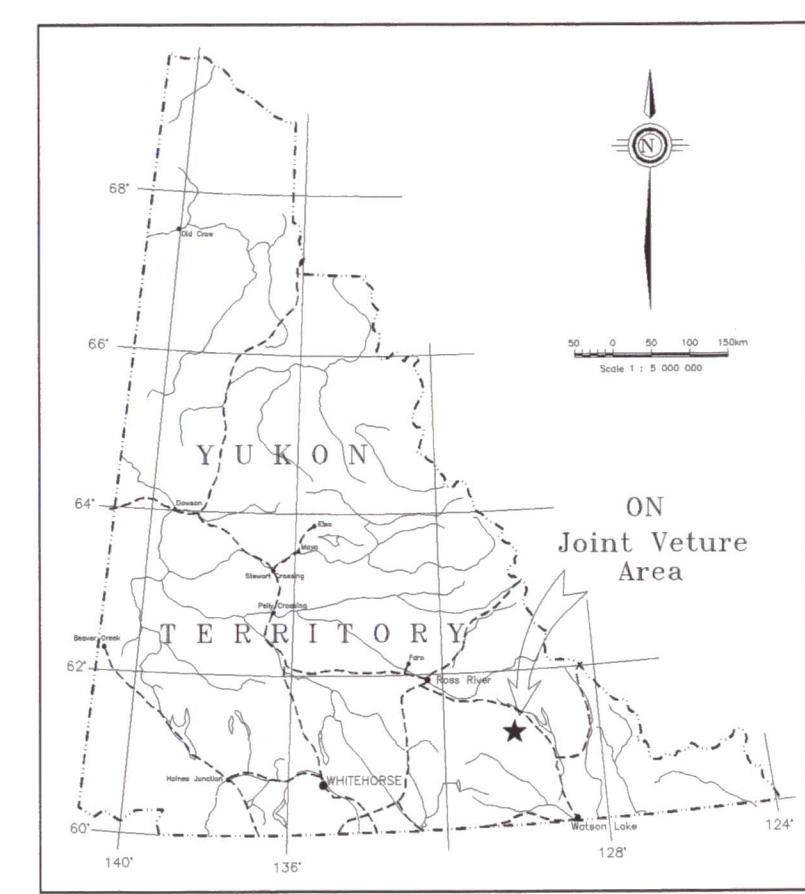 N
68°
Old Crow
66°
50 0 50 100 150km
Scale 1 : 5 000 000
YUKON
64°
Dawson
Elsa
Mayo
Stewart Crossing
ON
Joint Veture
Area
Pelly Crossing
TERRITORY
Beaver Creek
62°
Faro
Ross River
Haines Junction
WHITEHORSE
60°
Watson Lake
140°
136°
128°
124°